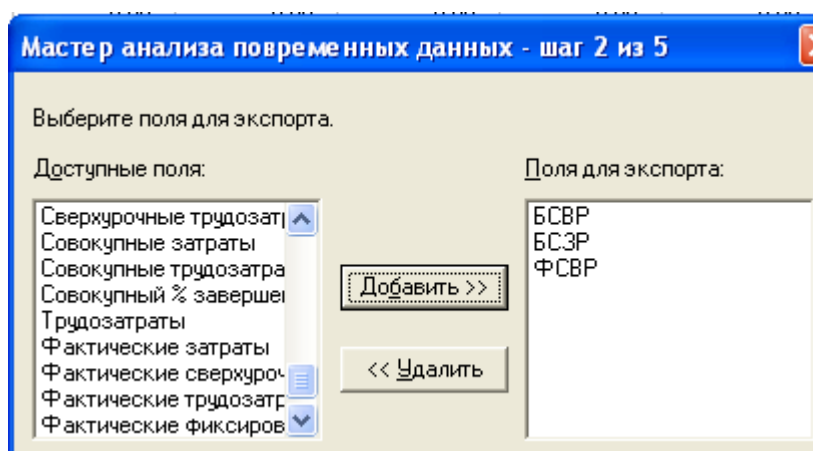 Мастер анализа повременных данных - шаг 2 из 5
Выберите поля для экспорта.
Доступные поля:
Сверхурочные трудозатр
Совокупные затраты
Совокупные трудозатра
Совокупный % заверше
Трудозатраты
Фактические затраты
Фактические сверхуроч
Фактические трудозатр
Фактические фиксиров
Добавить >>
<< Удалить
Поля для экспорта:
БСВР
БСЗР
ФСВР